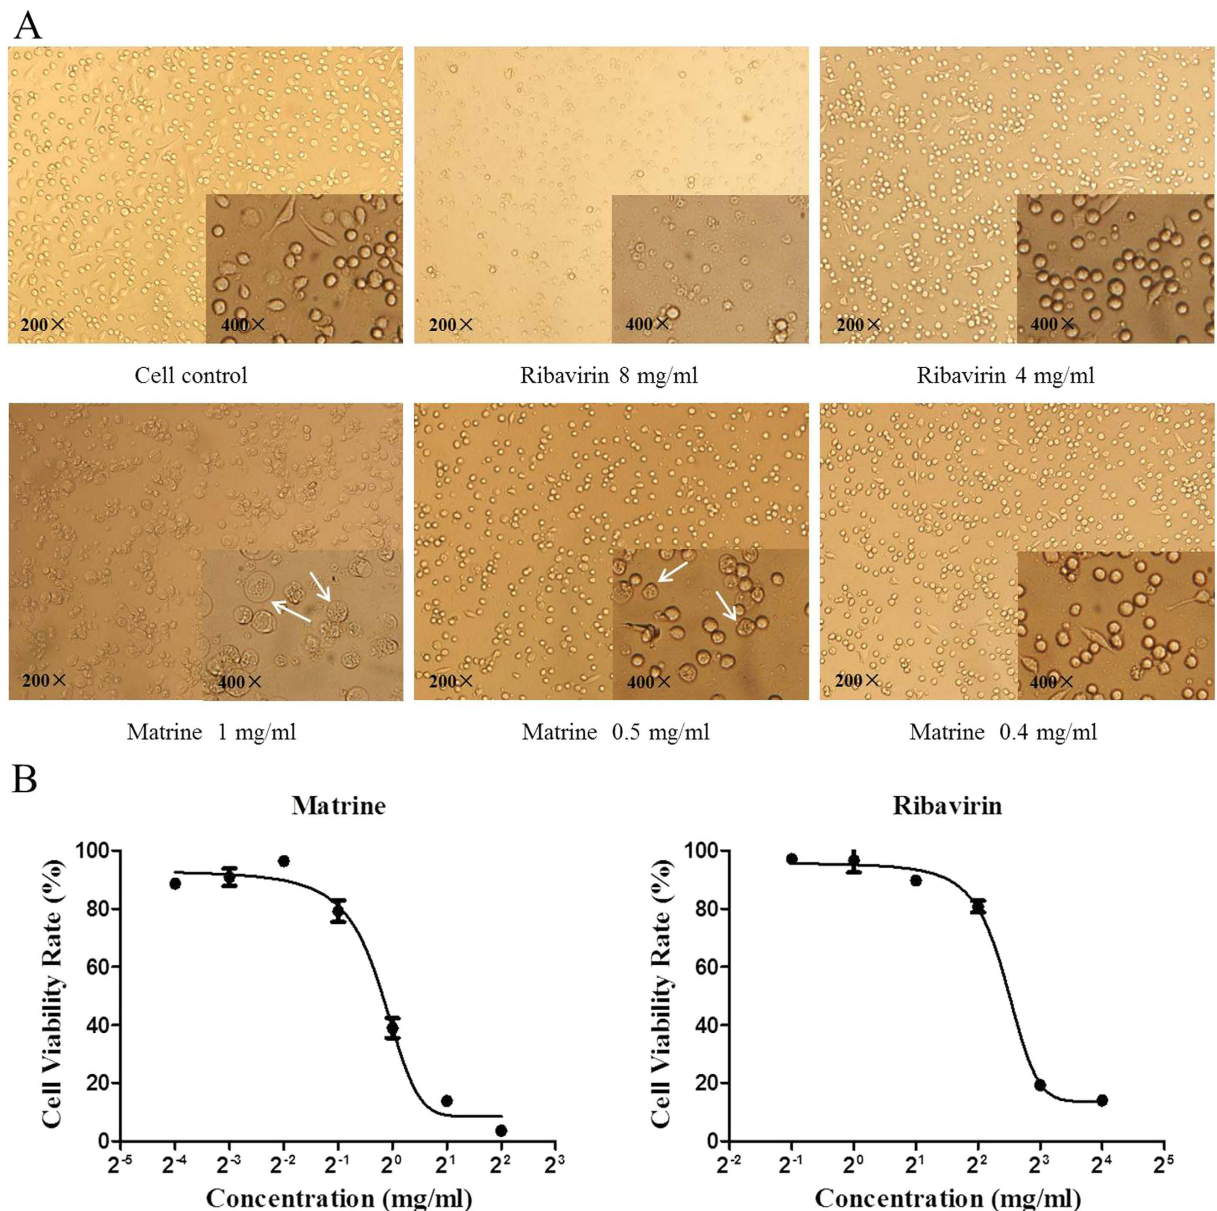 A
200×
400×
200×
400×
200×
400×
Cell control
Ribavirin 8 mg/ml
Ribavirin 4 mg/ml
200×
400×
200×
400×
200×
400×
Matrine 1 mg/ml
Matrine 0.5 mg/ml
Matrine 0.4 mg/ml
B
Matrine
Cell Viability Rate (%)
100
80
60
40
20
0
2⁻⁵ 2⁻⁴ 2⁻³ 2⁻² 2⁻¹ 2⁰ 2¹ 2² 2³
Concentration (mg/ml)
Ribavirin
Cell Viability Rate (%)
100
80
60
40
20
0
2⁻² 2⁻¹ 2⁰ 2¹ 2² 2³ 2⁴ 2⁵
Concentration (mg/ml)